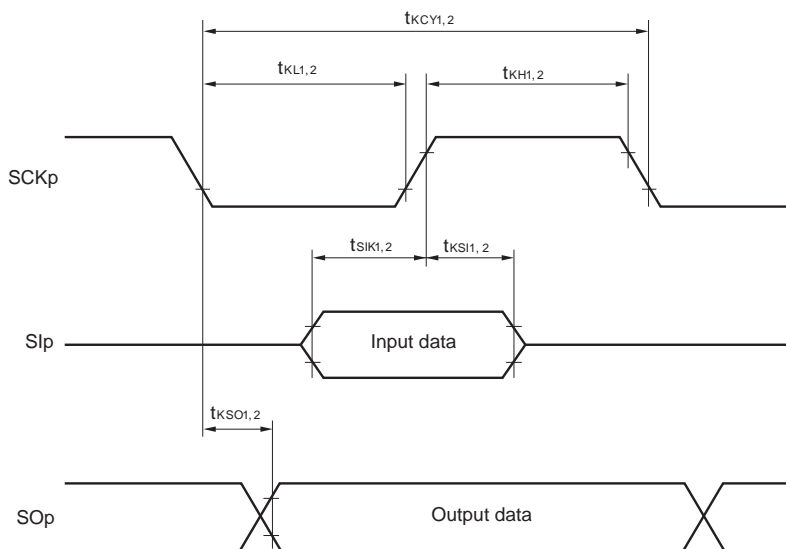 tKCY1, 2
tKL1, 2
tKH1, 2
SCKp
tSIK1, 2
tKSI1, 2
SIp
Input data
tKSO1, 2
SOp
Output data